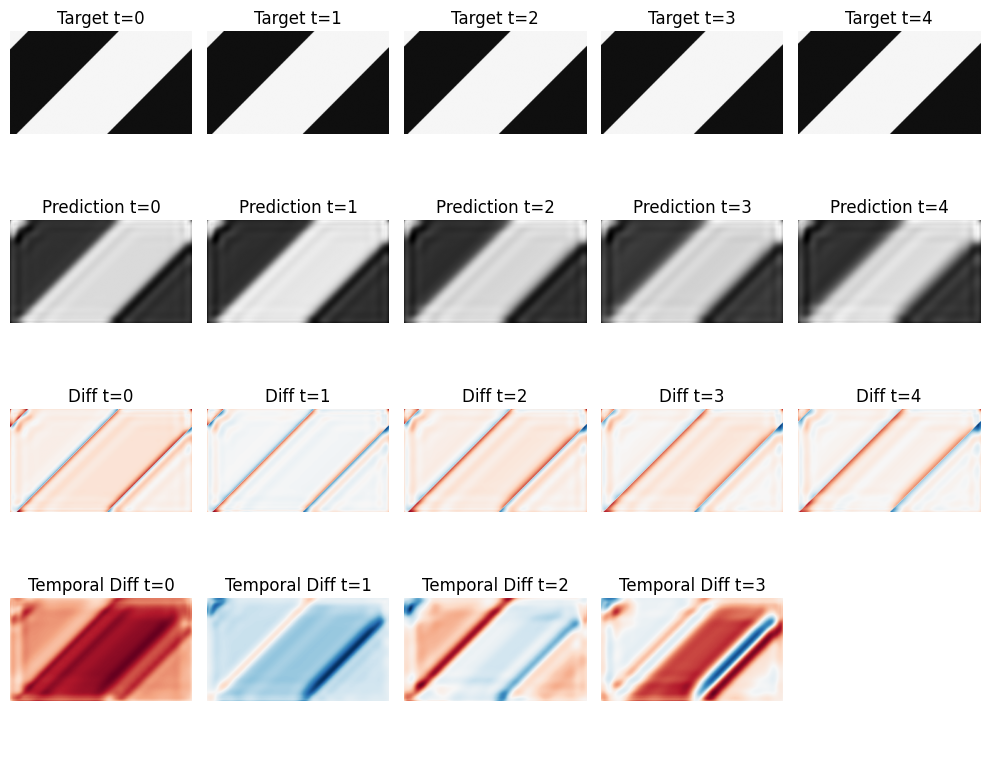 Target t=0 Target t=1 Target t=2 Target t=3 Target t=4
Prediction t=0 Prediction t=1 Prediction t=2 Prediction t=3 Prediction t=4
Diff t=0 Diff t=1 Diff t=2 Diff t=3 Diff t=4
Temporal Diff t=0 Temporal Diff t=1 Temporal Diff t=2 Temporal Diff t=3